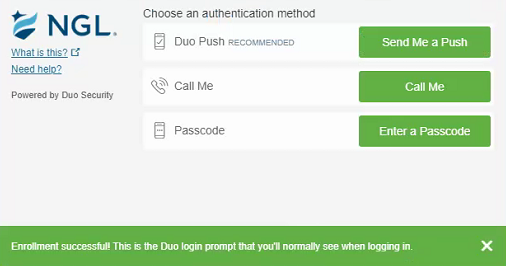 NGL.
What is this?
Need help?
Powered by Duo Security
Choose an authentication method
Duo Push RECOMMENDED
Send Me a Push
Call Me
Call Me
Passcode
Enter a Passcode
Enrollment successful! This is the Duo login prompt that you'll normally see when logging in.